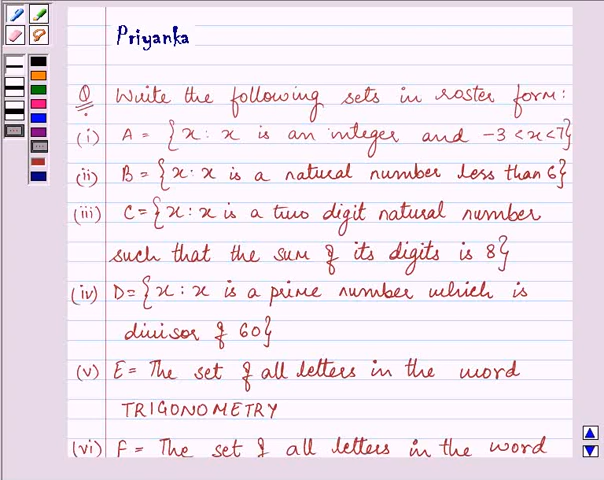 Priyanka
Q Write the following sets in roster form:
(i) A = {x: x is an integer and -3 < x < 7}
(ii) B = {x: x is a natural number less than 6}
(iii) C = {x: x is a two digit natural number
such that the sum of its digits is 8}
(iv) D = {x: x is a prime number which is
divisor of 60}
(v) E = The set of all letters in the word
TRIGONOMETRY
(vi) F = The set of all letters in the word